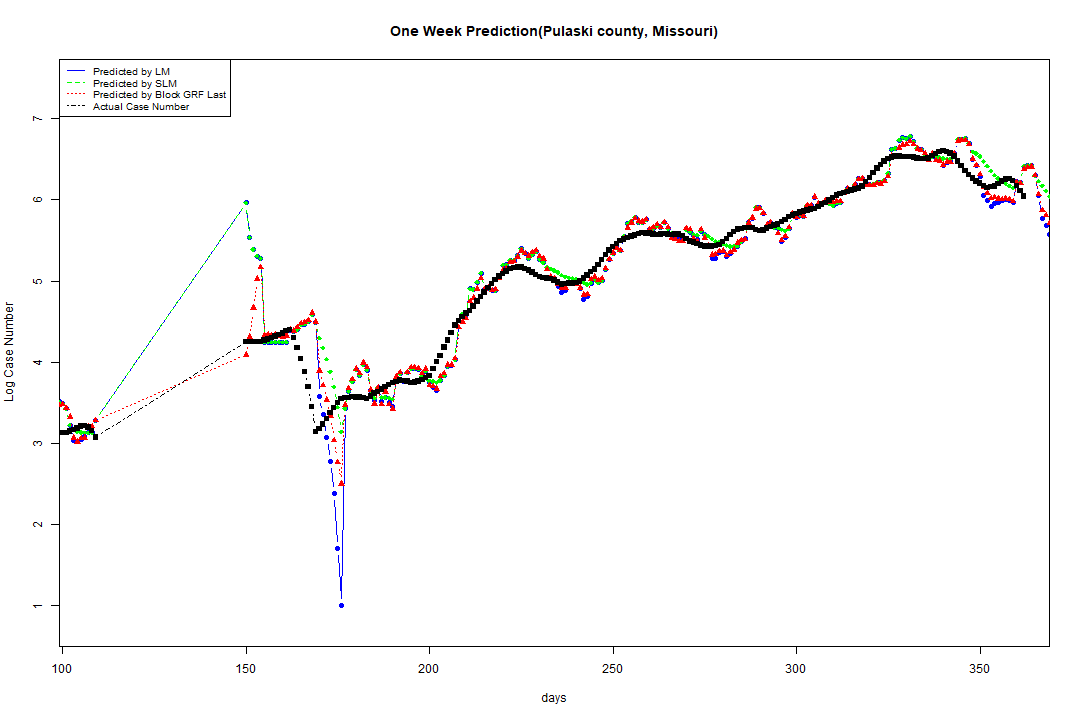 One Week Prediction(Pulaski county, Missouri)
Predicted by LM
Predicted by SLM
Predicted by Block GRF Last
Actual Case Number
Log Case Number
7
6
5
4
3
2
1
100 150 200 250 300 350
days